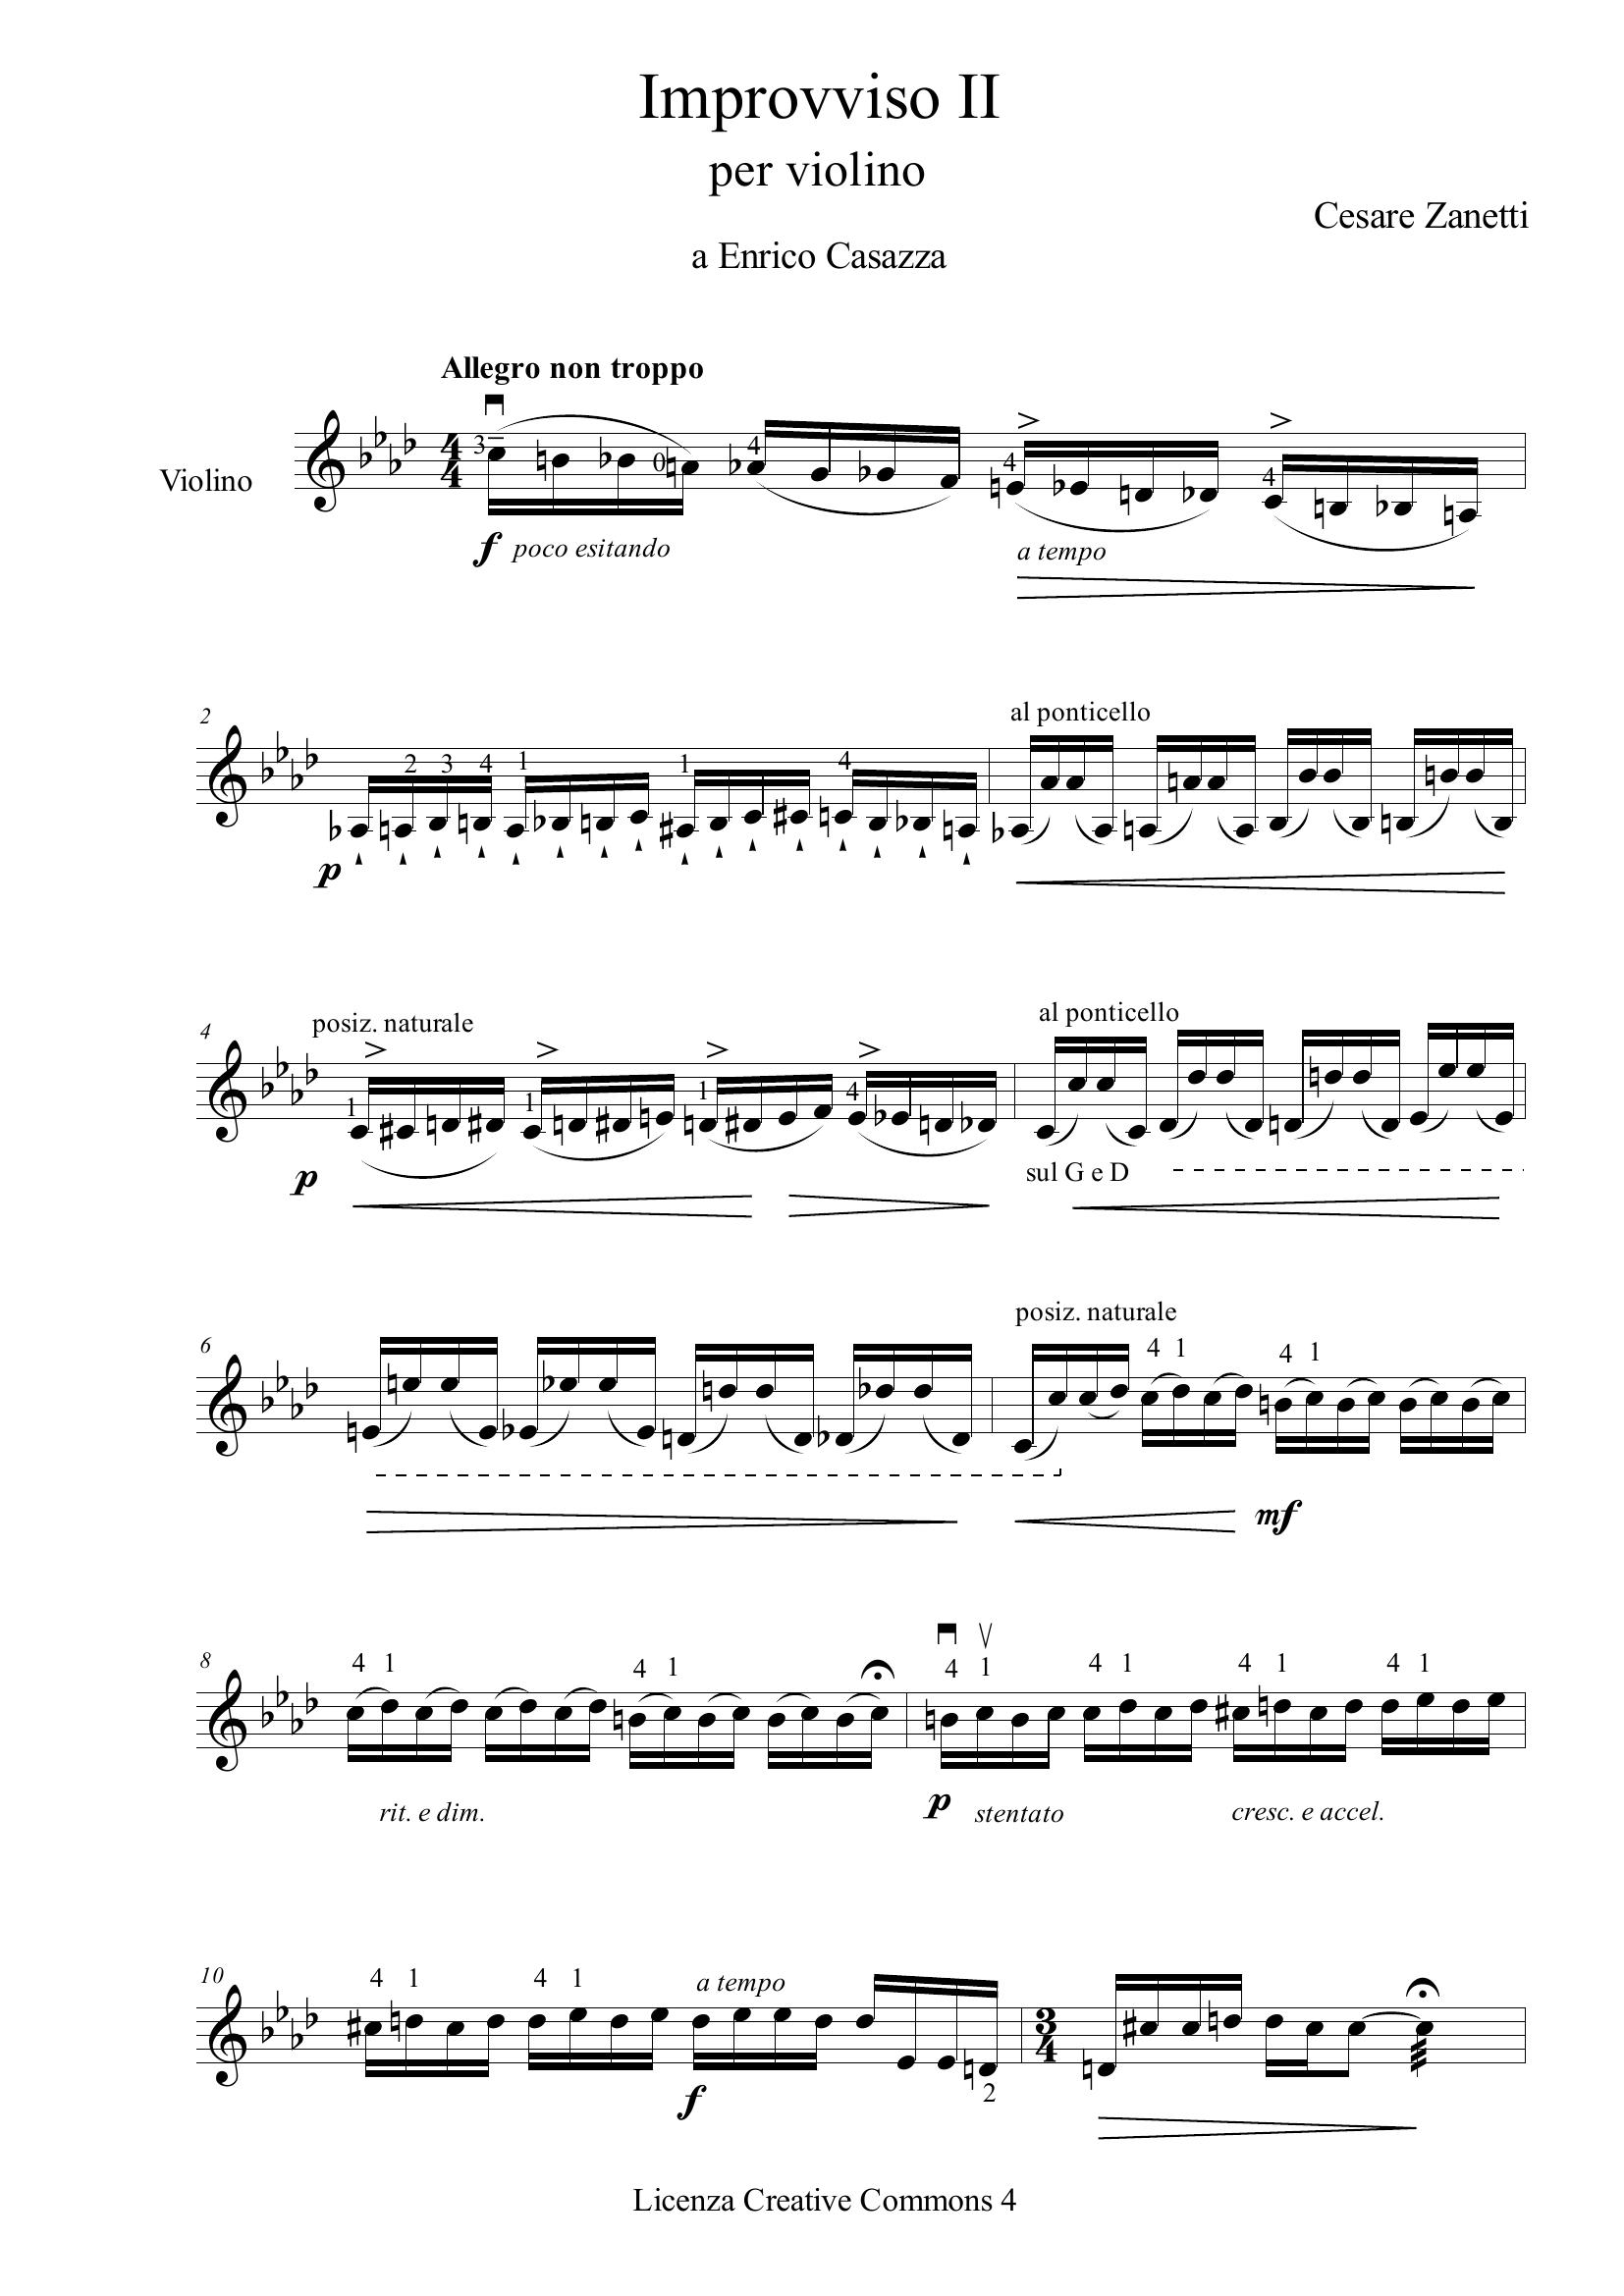 Improvviso II
per violino
Cesare Zanetti
a Enrico Casazza
Allegro non troppo
Violino
4
4
3 0 4 4 4
f poco esitando a tempo
2
al ponticello
2 3 4 1 1 4
p
4
posiz. naturale al ponticello
1 1 1 4
p sul G e D
6
posiz. naturale
4 1 4 1
mf
8
4 1 4 1 4 1 4 1 4 1 4 1
rit. e dim. p stentato cresc. e accel.
10
4 1 4 1 a tempo
3
4
f 2
Licenza Creative Commons 4